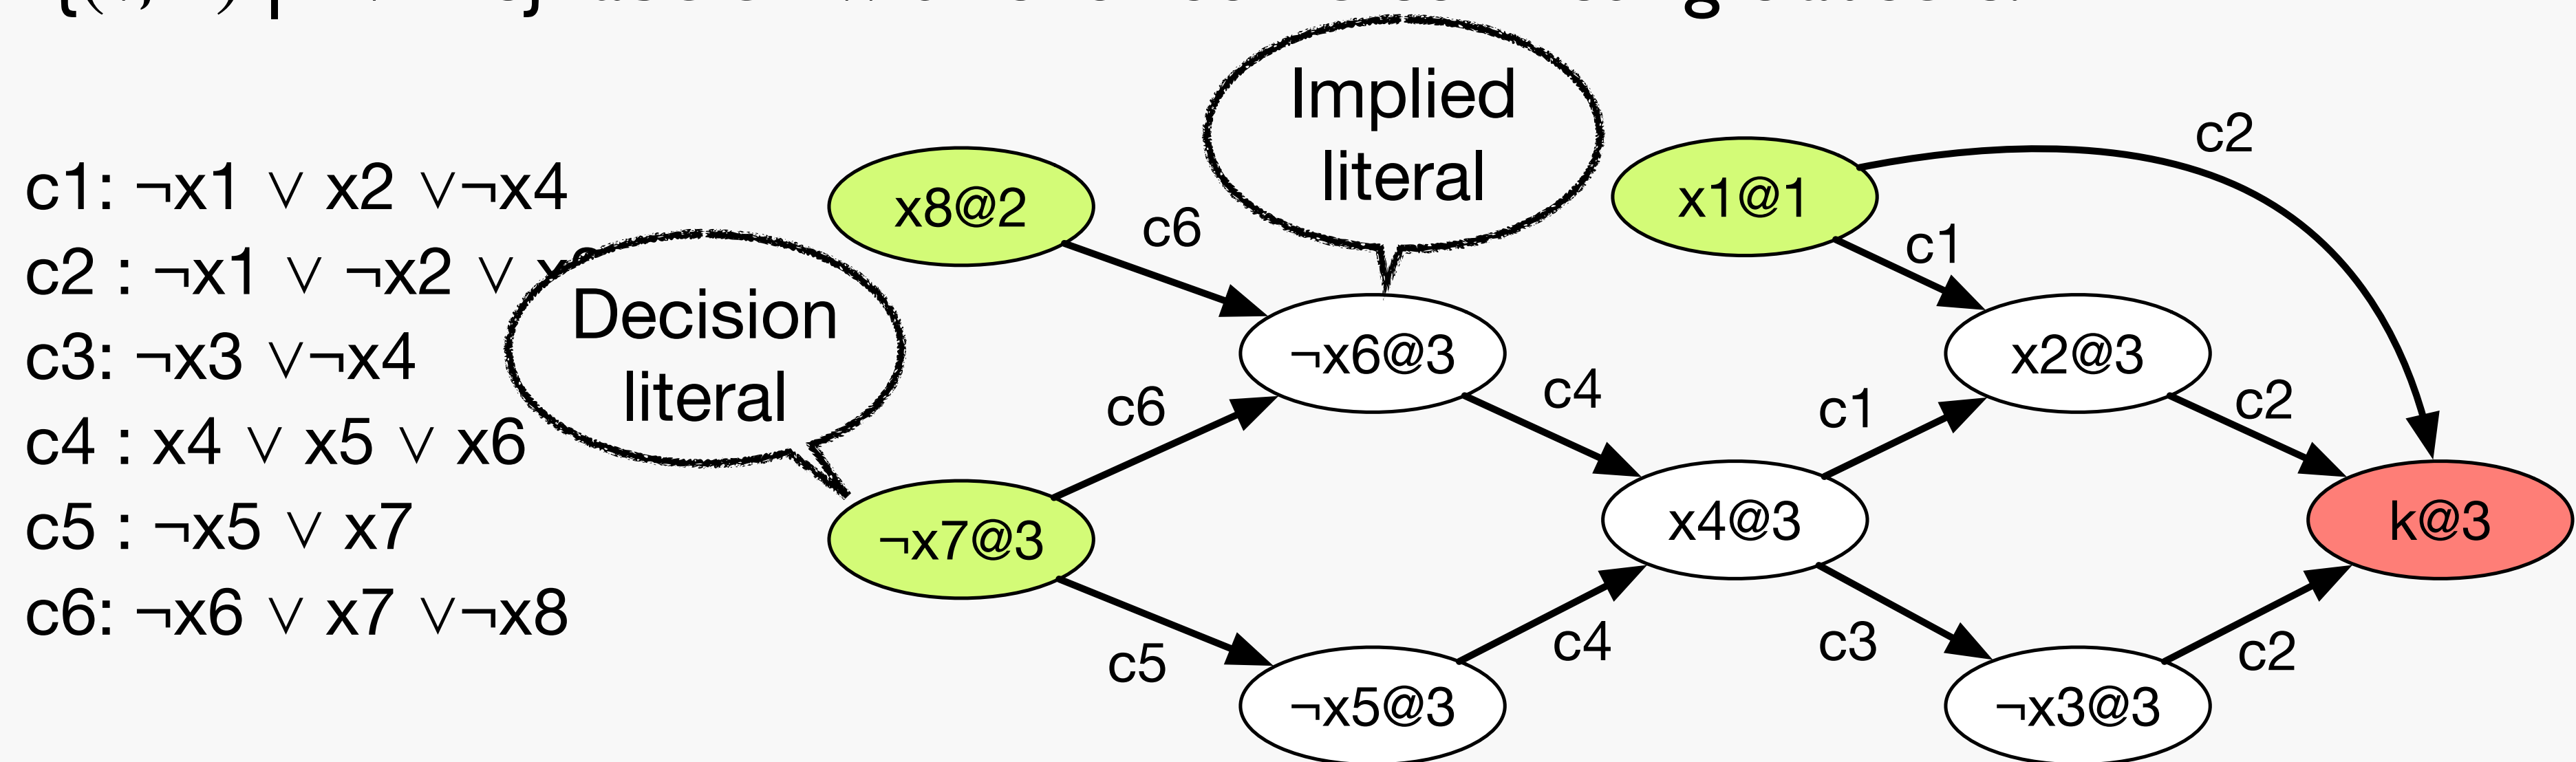 c1: ¬x1 ∨ x2 ∨¬x4
c2 : ¬x1 ∨ ¬x2 ∨
c3: ¬x3 ∨¬x4
c4 : x4 ∨ x5 ∨ x6
c5 : ¬x5 ∨ x7
c6: ¬x6 ∨ x7 ∨¬x8
Decision
literal
Implied
literal
x8@2
x1@1
c2
c6
c1
¬x6@3
x2@3
c6
c4
c1
c2
¬x7@3
x4@3
k@3
c5
c4
c3
c2
¬x5@3
¬x3@3